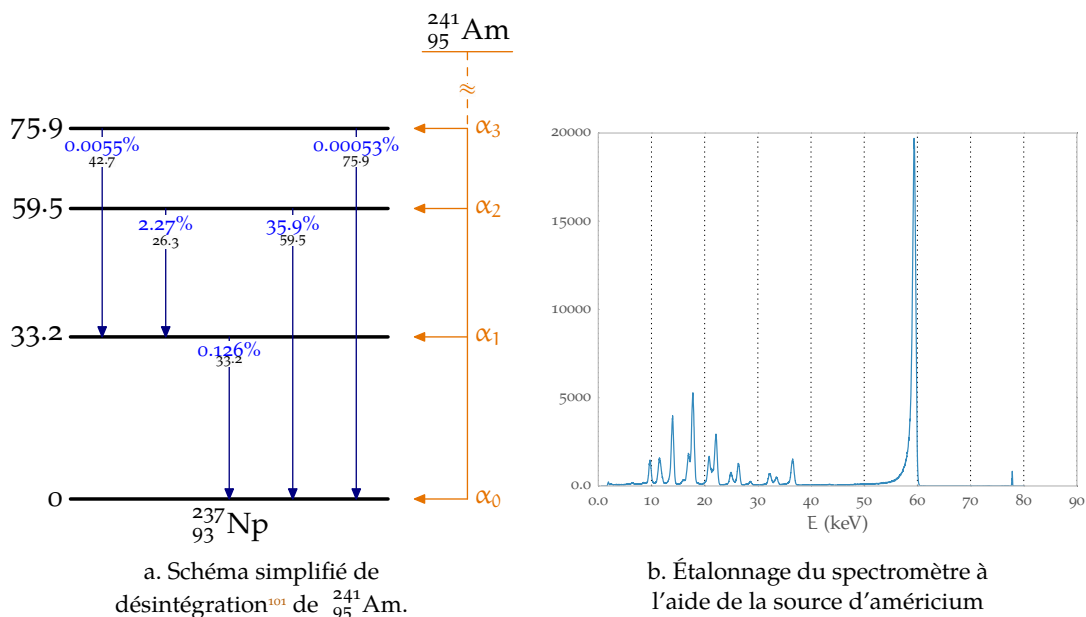 241
95 Am
≈
75.9
α3
0.0055%
42.7
0.00053%
75.9
59.5
α2
2.27%
26.3
35.9%
59.5
33.2
α1
0.126%
33.2
0
α0
237
93 Np
a. Schéma simplifié de
désintégration101 de 241 95 Am.
20000
15000
10000
5000
0.0
0.0 10 20 30 40 50 60 70 80 90
E (keV)
b. Étalonnage du spectromètre à
l'aide de la source d'américium